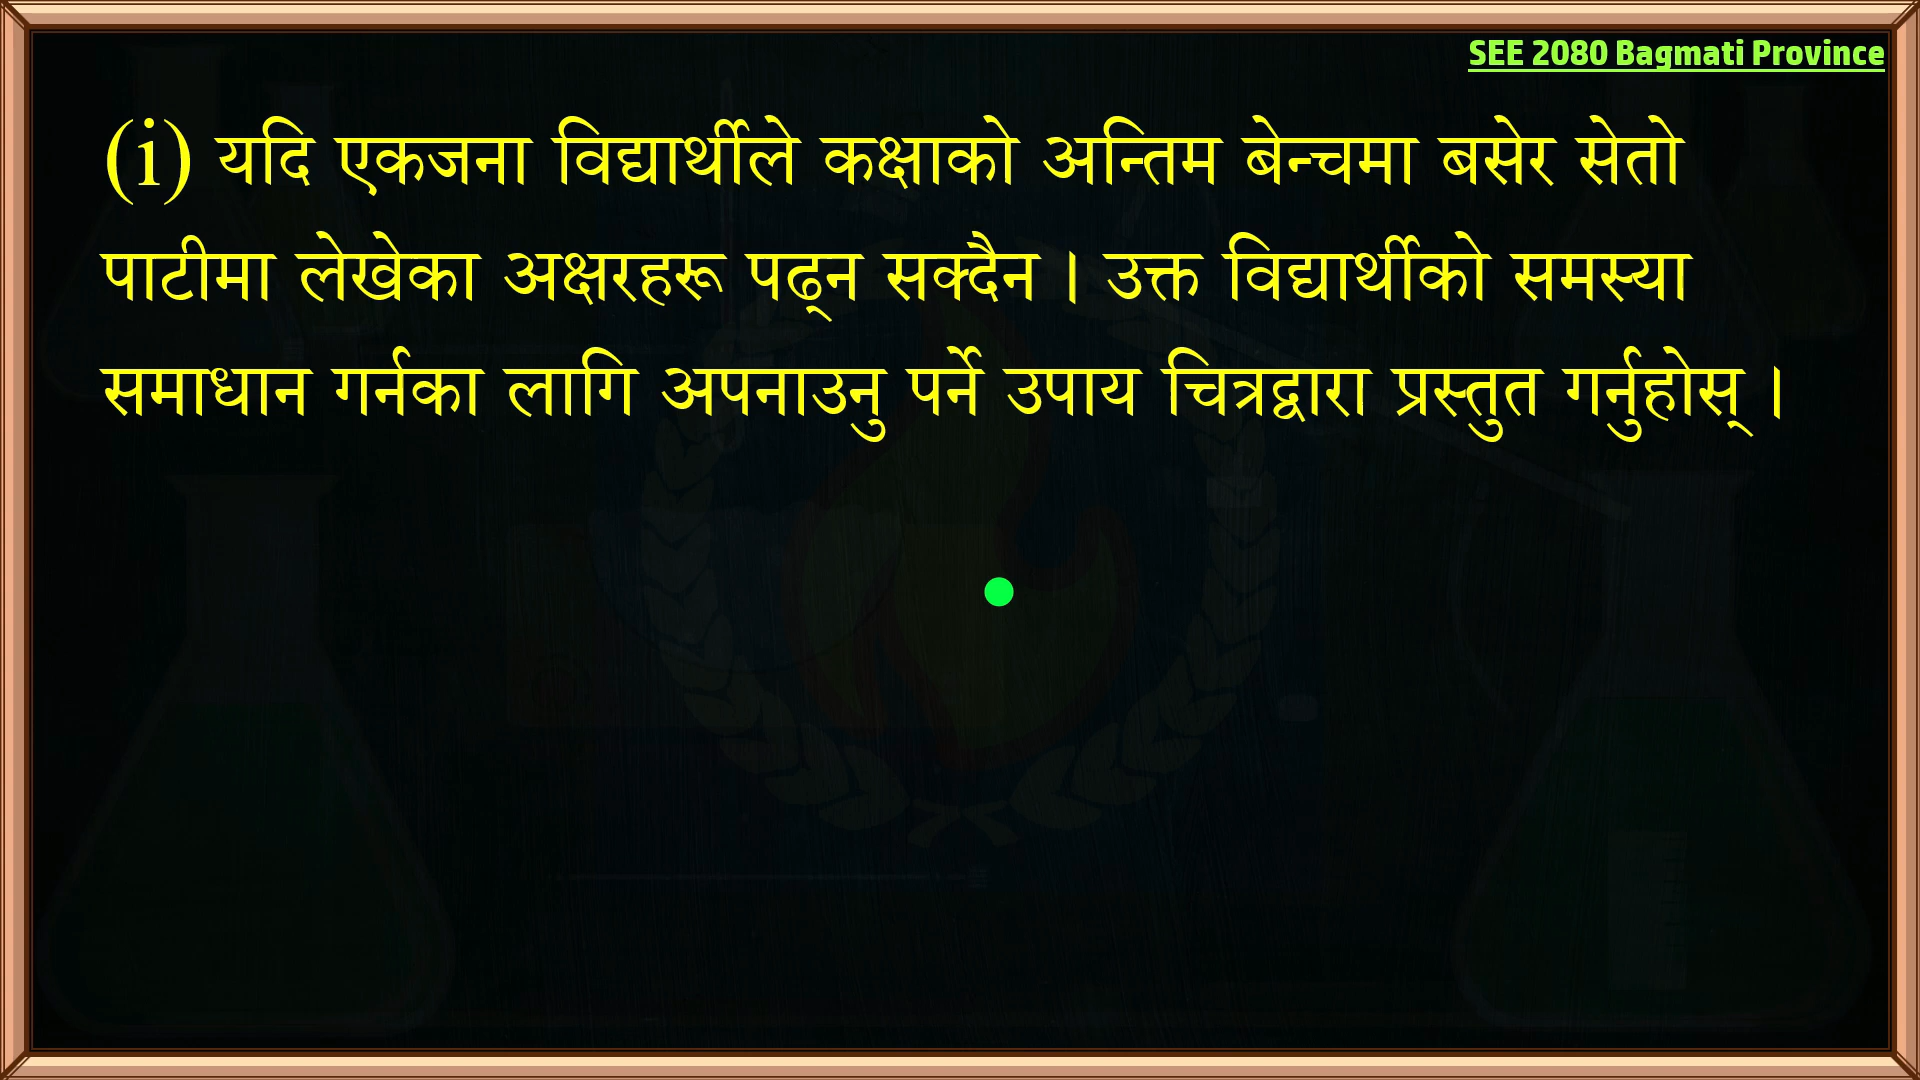 SEE 2080 Bagmati Province
(i) यदि एकजना विद्यार्थीले कक्षाको अन्तिम बेन्चमा बसेर सेतो
पाटीमा लेखेका अक्षरहरू पढ्न सक्दैन । उक्त विद्यार्थीको समस्या
समाधान गर्नका लागि अपनाउनु पर्ने उपाय चित्रद्वारा प्रस्तुत गर्नुहोस् ।